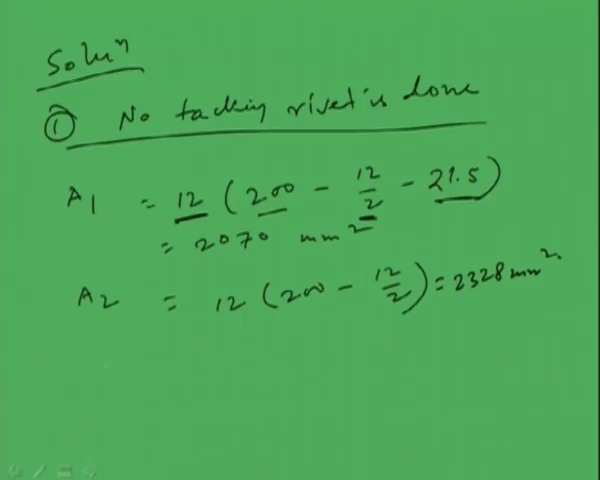 Soluⁿ
① No tacking rivet is done
A1 = 12 (200 - 12/2 - 21.5)
= 2070 mm²
A2 = 12 (200 - 12/2) = 2328 mm².